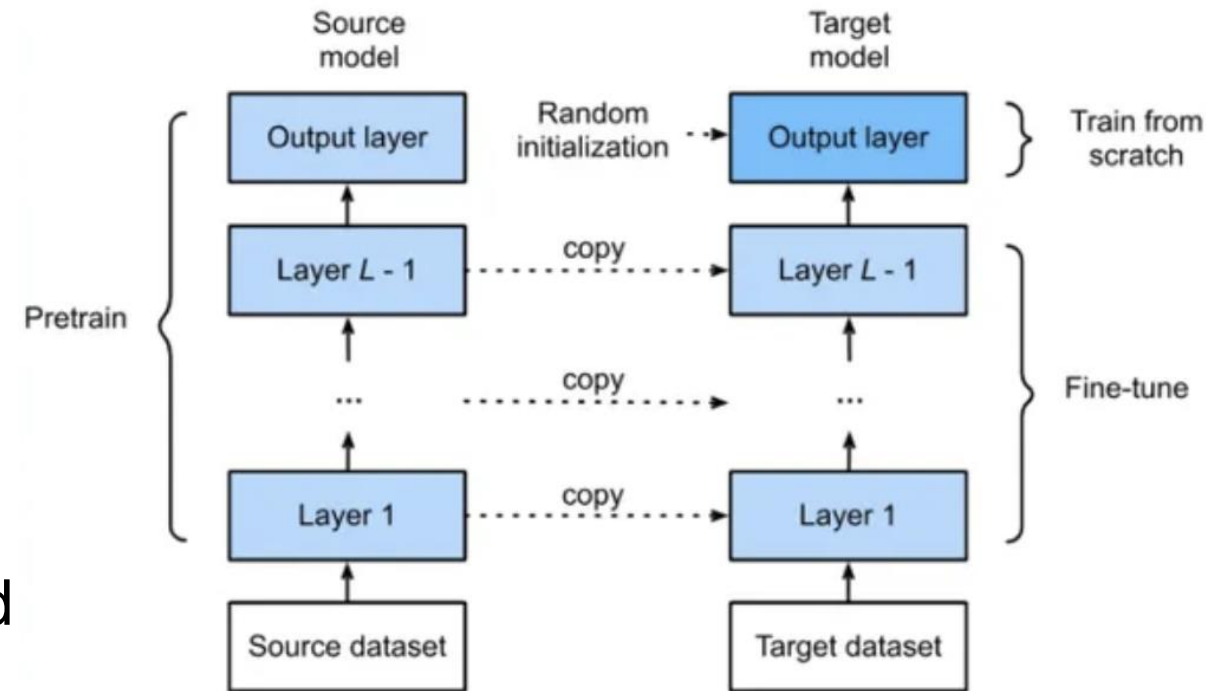 Source
model
Target
model
Output layer
Random
initialization
Output layer
Train from
scratch
Layer L - 1
copy
Layer L - 1
Pretrain
...
copy
...
Fine-tune
Layer 1
copy
Layer 1
d
Source dataset
Target dataset